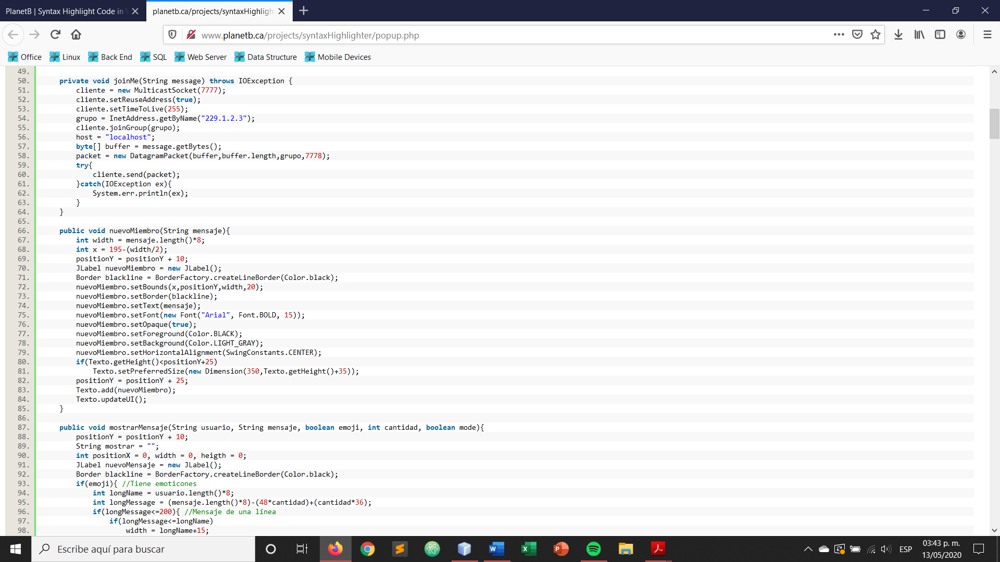 PlanetB | Syntax Highlight Code in
planetb.ca/projects/syntaxHighligh
www.planetb.ca/projects/syntaxHighlighter/popup.php
Office Linux Back End SQL Web Server Data Structure Mobile Devices
49.
50. private void joinMe(String message) throws IOException {
51. cliente = new MulticastSocket(7777);
52. cliente.setReuseAddress(true);
53. cliente.setTimeToLive(255);
54. grupo = InetAddress.getByName("229.1.2.3");
55. cliente.joinGroup(grupo);
56. host = "localhost";
57. byte[] buffer = message.getBytes();
58. packet = new DatagramPacket(buffer,buffer.length,grupo,7778);
59. try{
60. cliente.send(packet);
61. }catch(IOException ex){
62. System.err.println(ex);
63. }
64. }
65.
66. public void nuevoMiembro(String mensaje){
67. int width = mensaje.length()*8;
68. int x = 195-(width/2);
69. positionY = positionY + 10;
70. JLabel nuevoMiembro = new JLabel();
71. Border blackline = BorderFactory.createLineBorder(Color.black);
72. nuevoMiembro.setBounds(x,positionY,width,20);
73. nuevoMiembro.setBorder(blackline);
74. nuevoMiembro.setText(mensaje);
75. nuevoMiembro.setFont(new Font("Arial", Font.BOLD, 15));
76. nuevoMiembro.setOpaque(true);
77. nuevoMiembro.setForeground(Color.BLACK);
78. nuevoMiembro.setBackground(Color.LIGHT_GRAY);
79. nuevoMiembro.setHorizontalAlignment(SwingConstants.CENTER);
80. if(Texto.getHeight()<positionY+25)
81. Texto.setPreferredSize(new Dimension(350,Texto.getHeight()+35));
82. positionY = positionY + 25;
83. Texto.add(nuevoMiembro);
84. Texto.updateUI();
85. }
86.
87. public void mostrarMensaje(String usuario, String mensaje, boolean emoji, int cantidad, boolean mode){
88. positionY = positionY + 10;
89. String mostrar = "";
90. int positionX = 0, width = 0, heigth = 0;
91. JLabel nuevoMensaje = new JLabel();
92. Border blackline = BorderFactory.createLineBorder(Color.black);
93. if(emoji){ //Tiene emoticones
94. int longName = usuario.length()*8;
95. int longMessage = (mensaje.length()*8)-(48*cantidad)+(cantidad*36);
96. if(longMessage<=200){ //Mensaje de una línea
97. if(longMessage<=longName)
98. width = longName+15;
Escribe aquí para buscar
ESP
03:43 p. m.
13/05/2020